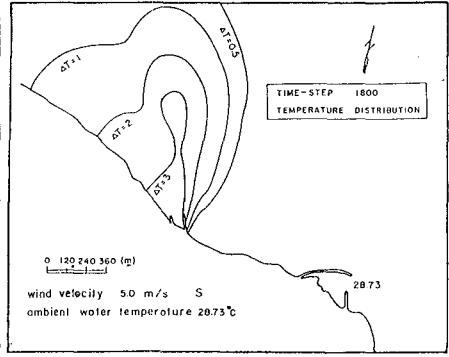 ΔT=1
ΔT=0.5
ΔT=2
ΔT=3
TIME-STEP 1800
TEMPERATURE DISTRIBUTION
0 120 240 360 (m)
28.73
wind velocity 5.0 m/s S
ambient water temperature 28.73°C